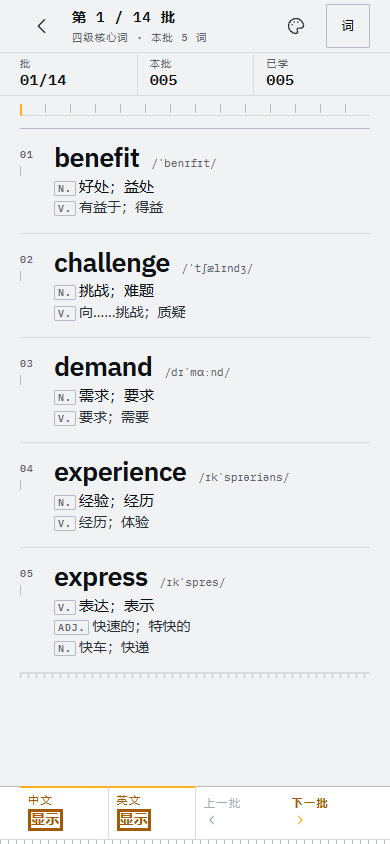 第 1 / 14 批
四级核心词 · 本批 5 词
词
批
01/14
本批
005
已学
005
01
benefit /ˈbenɪfɪt/
N. 好处；益处
V. 有益于；得益
02
challenge /ˈtʃælɪndʒ/
N. 挑战；难题
V. 向……挑战；质疑
03
demand /dɪˈmɑːnd/
N. 需求；要求
V. 要求；需要
04
experience /ɪkˈspɪəriəns/
N. 经验；经历
V. 经历；体验
05
express /ɪkˈspres/
V. 表达；表示
ADJ. 快速的；特快的
N. 快车；快递
中文
显示
英文
显示
上一批
下一批